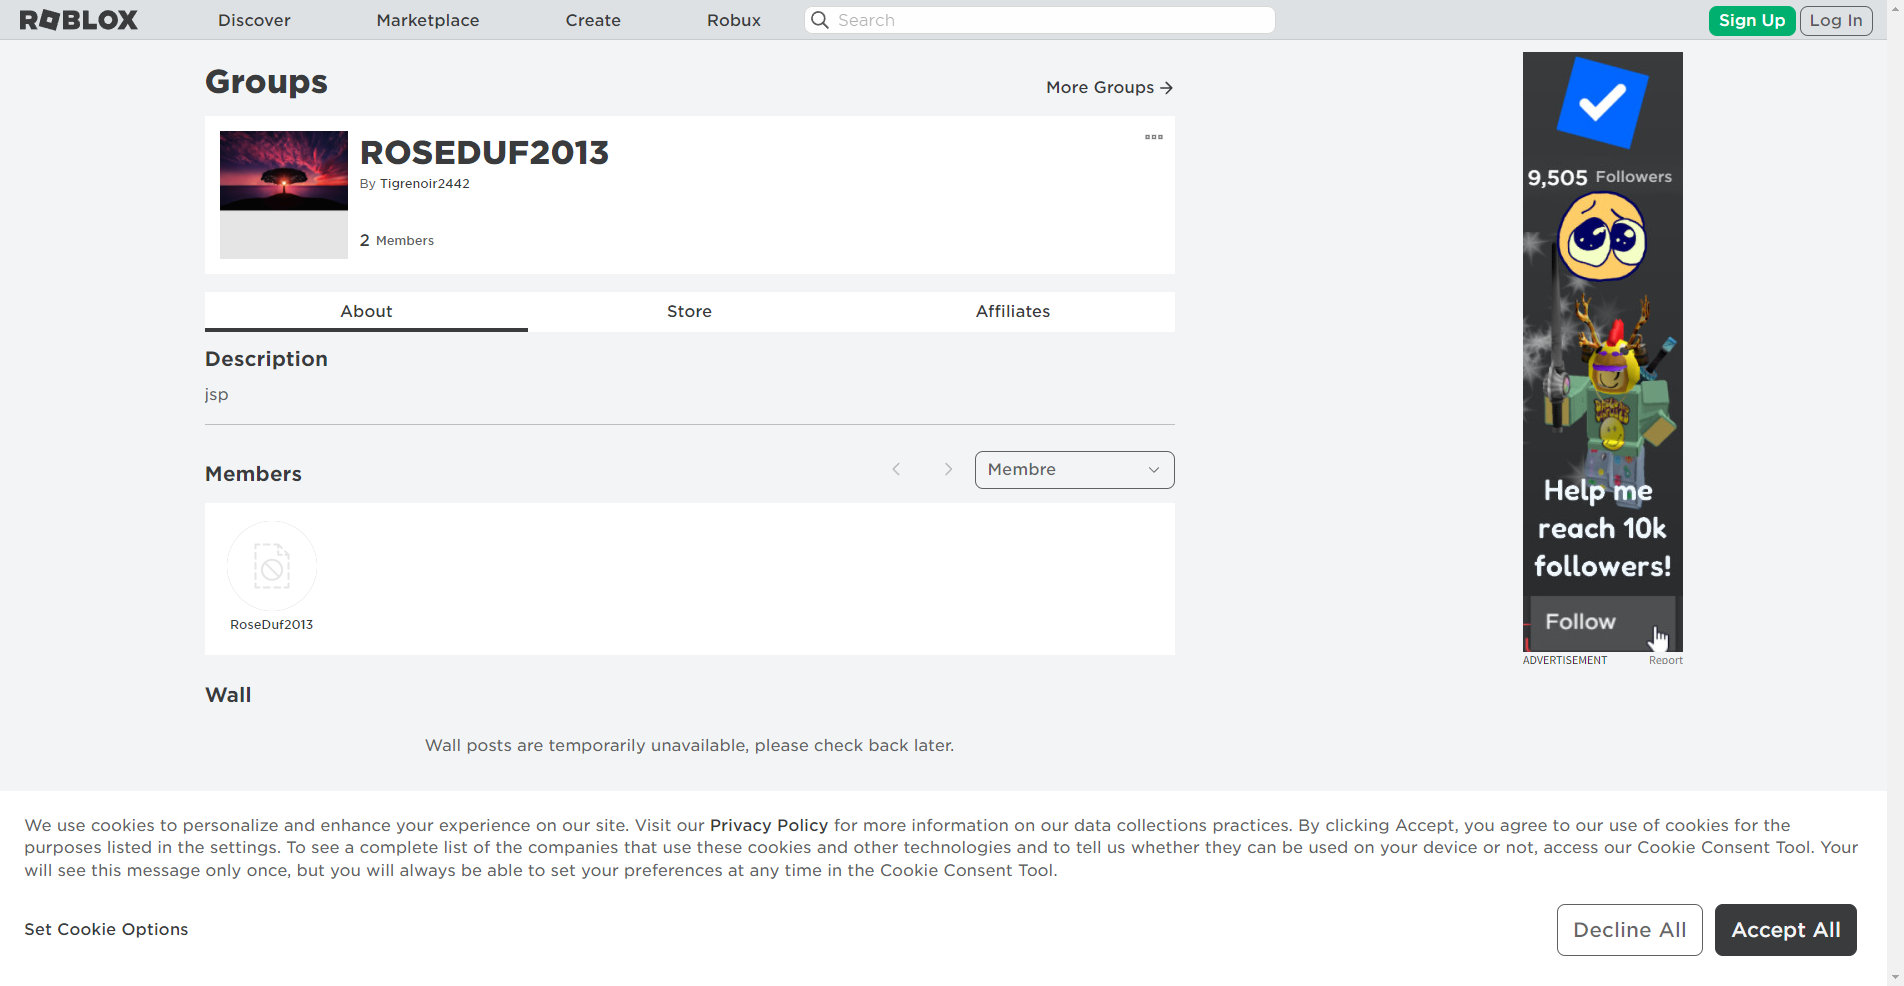 ROBLOX
Discover
Marketplace
Create
Robux
Search
Sign Up
Log In
Groups
More Groups
ROSEDUF2013
By Tigrenoir2442
2 Members
About
Store
Affiliates
Description
jsp
Members
Membre
RoseDuf2013
Wall
Wall posts are temporarily unavailable, please check back later.
9,505 Followers
Help me
reach 10k
followers!
Follow
ADVERTISEMENT
Report
We use cookies to personalize and enhance your experience on our site. Visit our Privacy Policy for more information on our data collections practices. By clicking Accept, you agree to our use of cookies for the
purposes listed in the settings. To see a complete list of the companies that use these cookies and other technologies and to tell us whether they can be used on your device or not, access our Cookie Consent Tool. Your
will see this message only once, but you will always be able to set your preferences at any time in the Cookie Consent Tool.
Set Cookie Options
Decline All
Accept All